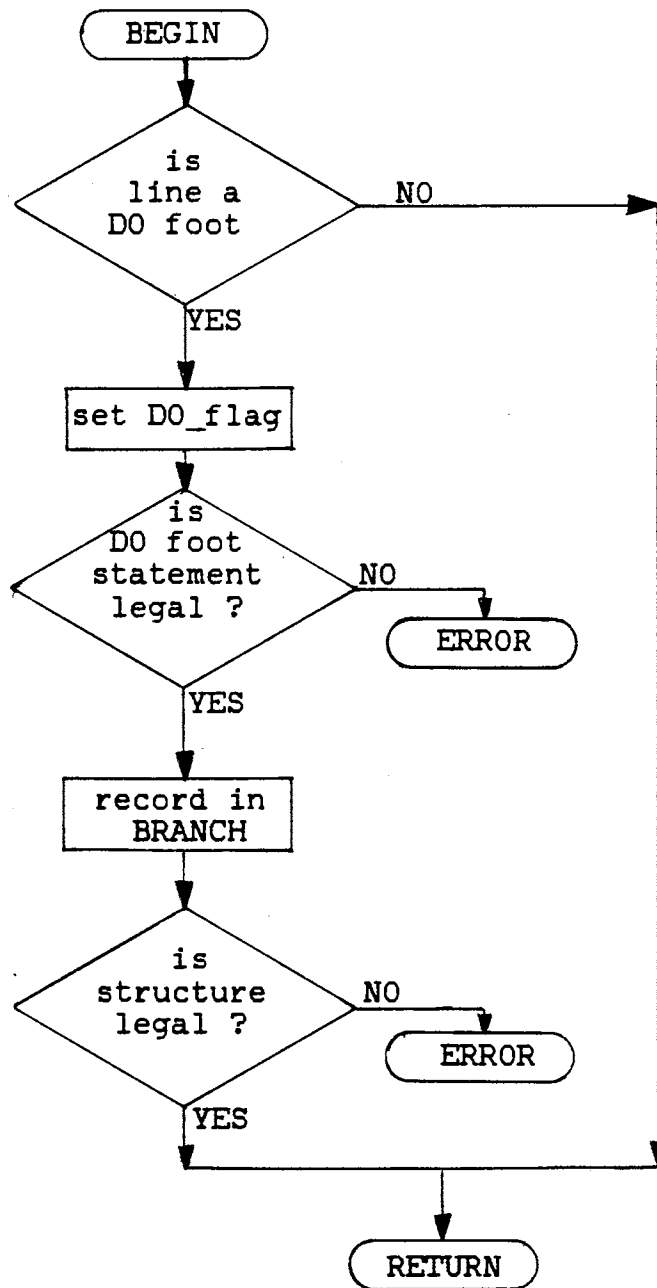 BEGIN
is
line a
DO foot
NO
YES
set DO_flag
is
DO foot
statement
legal ?
NO
ERROR
YES
record in
BRANCH
is
structure
legal ?
NO
ERROR
YES
RETURN